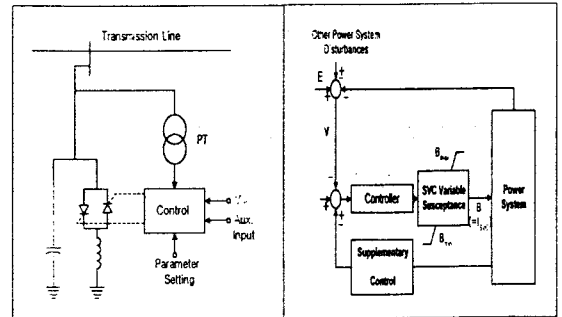 Transmission Line
PT
Control
Aux.
Input
Parameter
Setting
Other Power System
Disturbances
E
V
Controller
SVC Variable
Susceptance
B
Power
System
Supplementary
Control